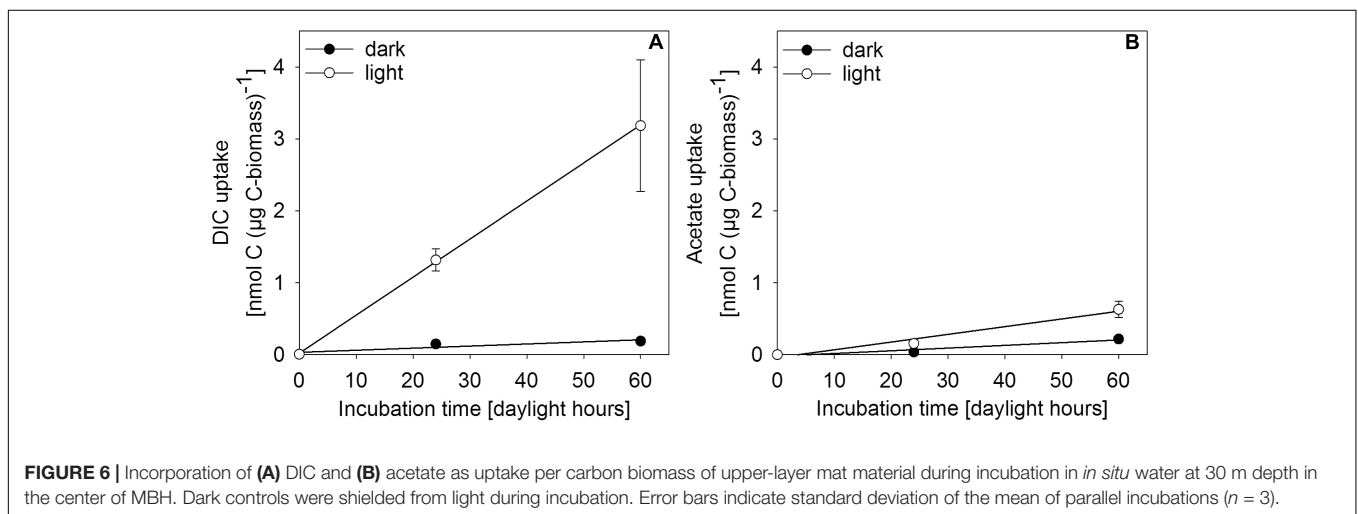 A
dark
light
4
3
2
1
0
DIC uptake
[nmol C (µg C-biomass)⁻¹
0 10 20 30 40 50 60
Incubation time [daylight hours]
B
dark
light
4
3
2
1
0
Acetate uptake
[nmol C (µg C-biomass)⁻¹
0 10 20 30 40 50 60
Incubation time [daylight hours]
FIGURE 6 | Incorporation of (A) DIC and (B) acetate as uptake per carbon biomass of upper-layer mat material during incubation in in situ water at 30 m depth in
the center of MBH. Dark controls were shielded from light during incubation. Error bars indicate standard deviation of the mean of parallel incubations (n = 3).